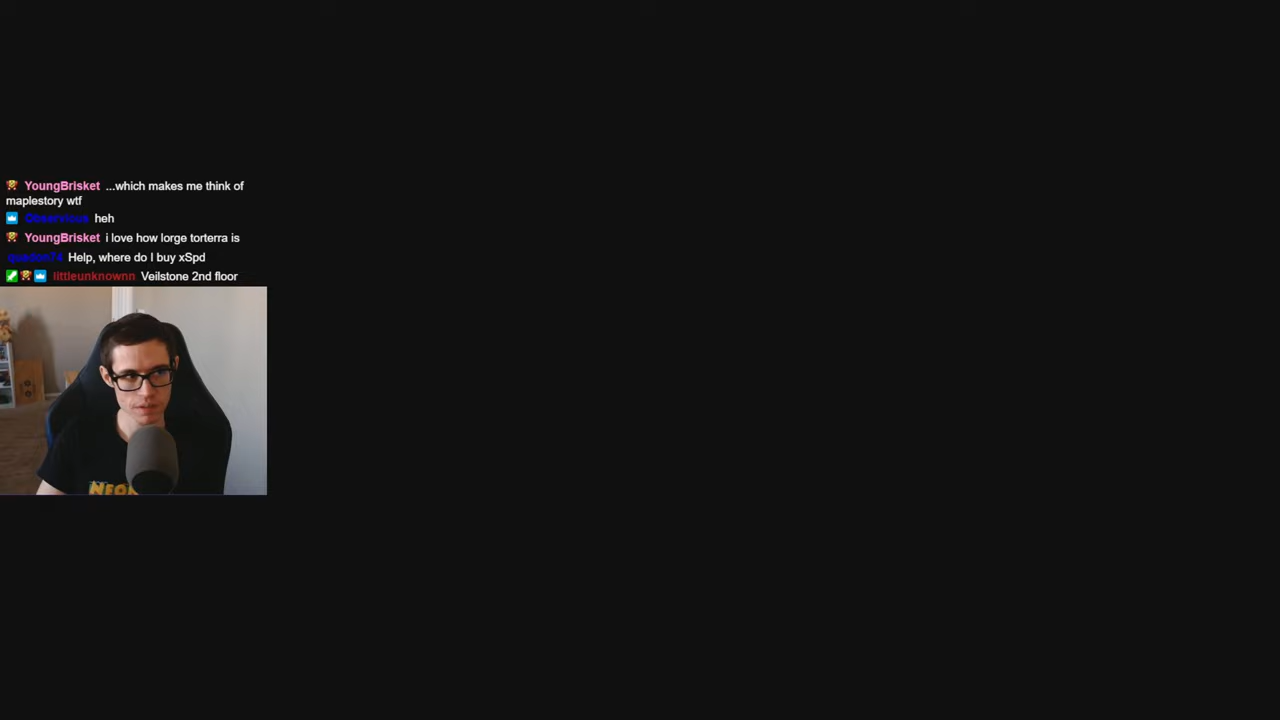 YoungBrisket ...which makes me think of
maplestory wtf
heh
YoungBrisket i love how lorge torterra is
Help, where do I buy xSpd
littleunknownn Veilstone 2nd floor